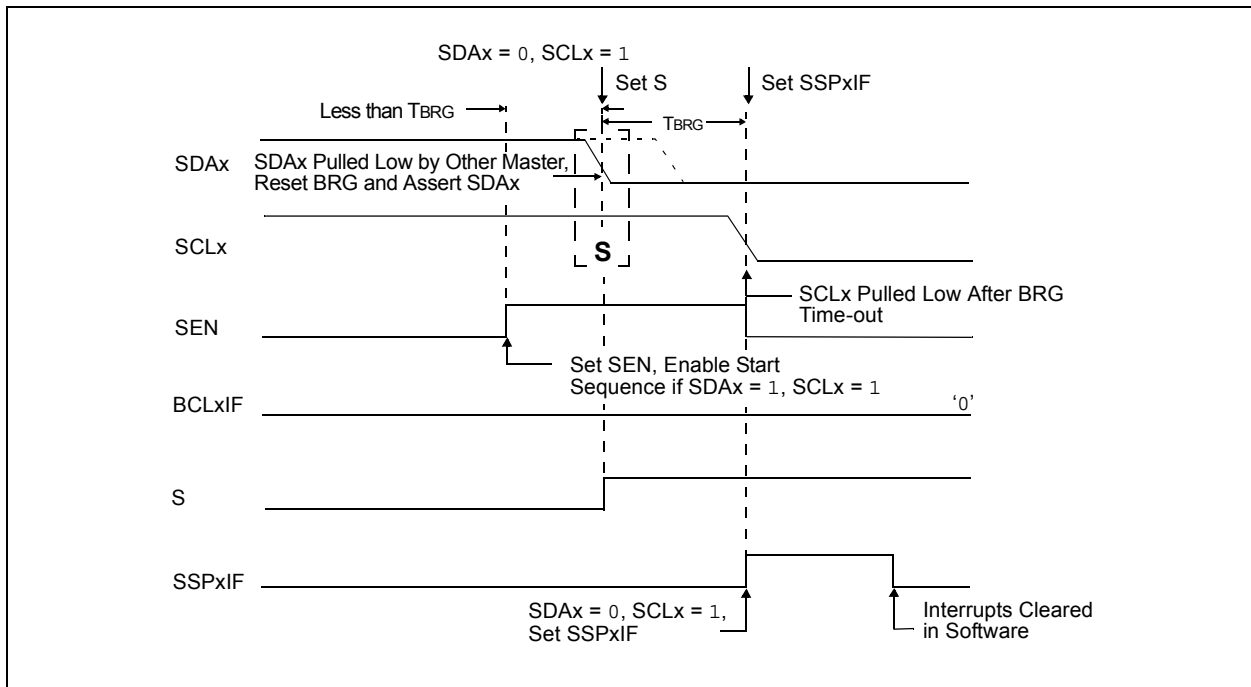 SDAx = 0, SCLx = 1
Set S
Set SSPxIF
Less than TBRG
TBRG
SDAx
SDAx Pulled Low by Other Master,
Reset BRG and Assert SDAx
SCLx
S
SCLx Pulled Low After BRG
Time-out
SEN
Set SEN, Enable Start
Sequence if SDAx = 1, SCLx = 1
BCLxIF
‘0’
S
SSPxIF
SDAx = 0, SCLx = 1,
Set SSPxIF
Interrupts Cleared
in Software